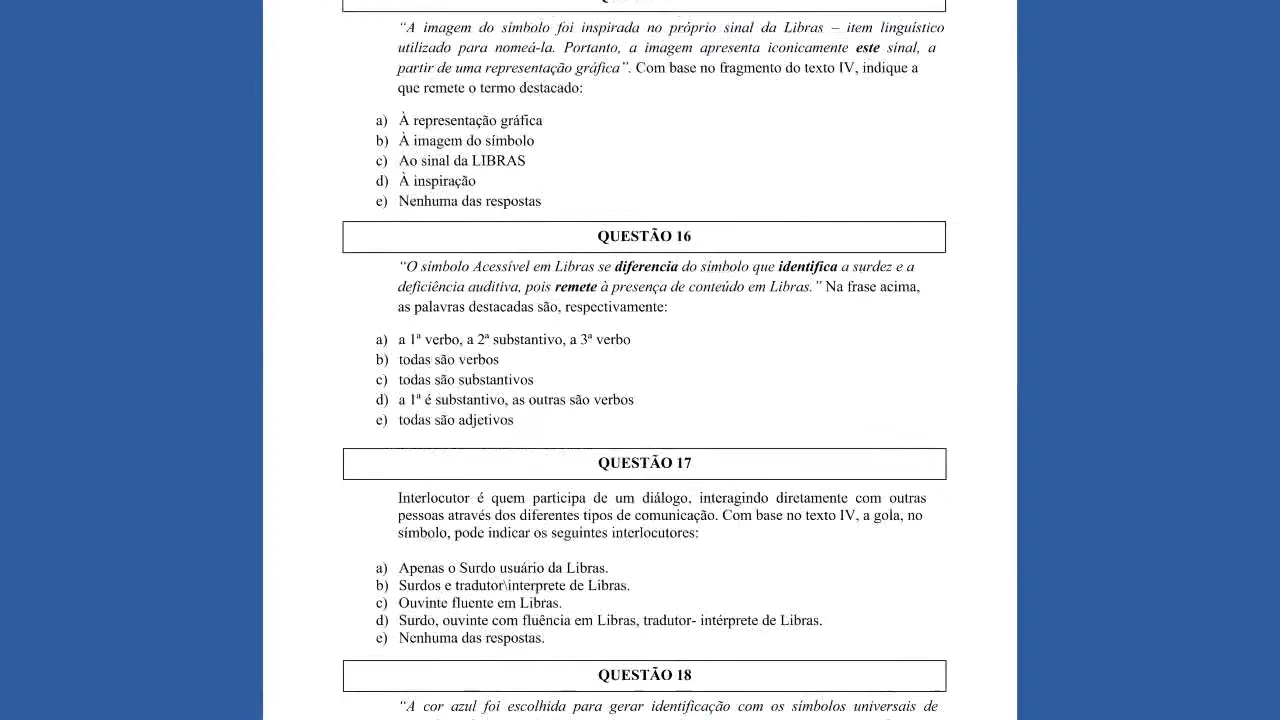 “A imagem do símbolo foi inspirada no próprio sinal da Libras – item linguístico
utilizado para nomeá-la. Portanto, a imagem apresenta iconicamente este sinal, a
partir de uma representação gráfica”. Com base no fragmento do texto IV, indique a
que remete o termo destacado:
a) À representação gráfica
b) À imagem do símbolo
c) Ao sinal da LIBRAS
d) À inspiração
e) Nenhuma das respostas
QUESTÃO 16
“O símbolo Acessível em Libras se diferencia do símbolo que identifica a surdez e a
deficiência auditiva, pois remete à presença de conteúdo em Libras.” Na frase acima,
as palavras destacadas são, respectivamente:
a) a 1ª verbo, a 2ª substantivo, a 3ª verbo
b) todas são verbos
c) todas são substantivos
d) a 1ª é substantivo, as outras são verbos
e) todas são adjetivos
QUESTÃO 17
Interlocutor é quem participa de um diálogo, interagindo diretamente com outras
pessoas através dos diferentes tipos de comunicação. Com base no texto IV, a gola, no
símbolo, pode indicar os seguintes interlocutores:
a) Apenas o Surdo usuário da Libras.
b) Surdos e tradutor\interprete de Libras.
c) Ouvinte fluente em Libras.
d) Surdo, ouvinte com fluência em Libras, tradutor- intérprete de Libras.
e) Nenhuma das respostas.
QUESTÃO 18
“A cor azul foi escolhida para gerar identificação com os símbolos universais de